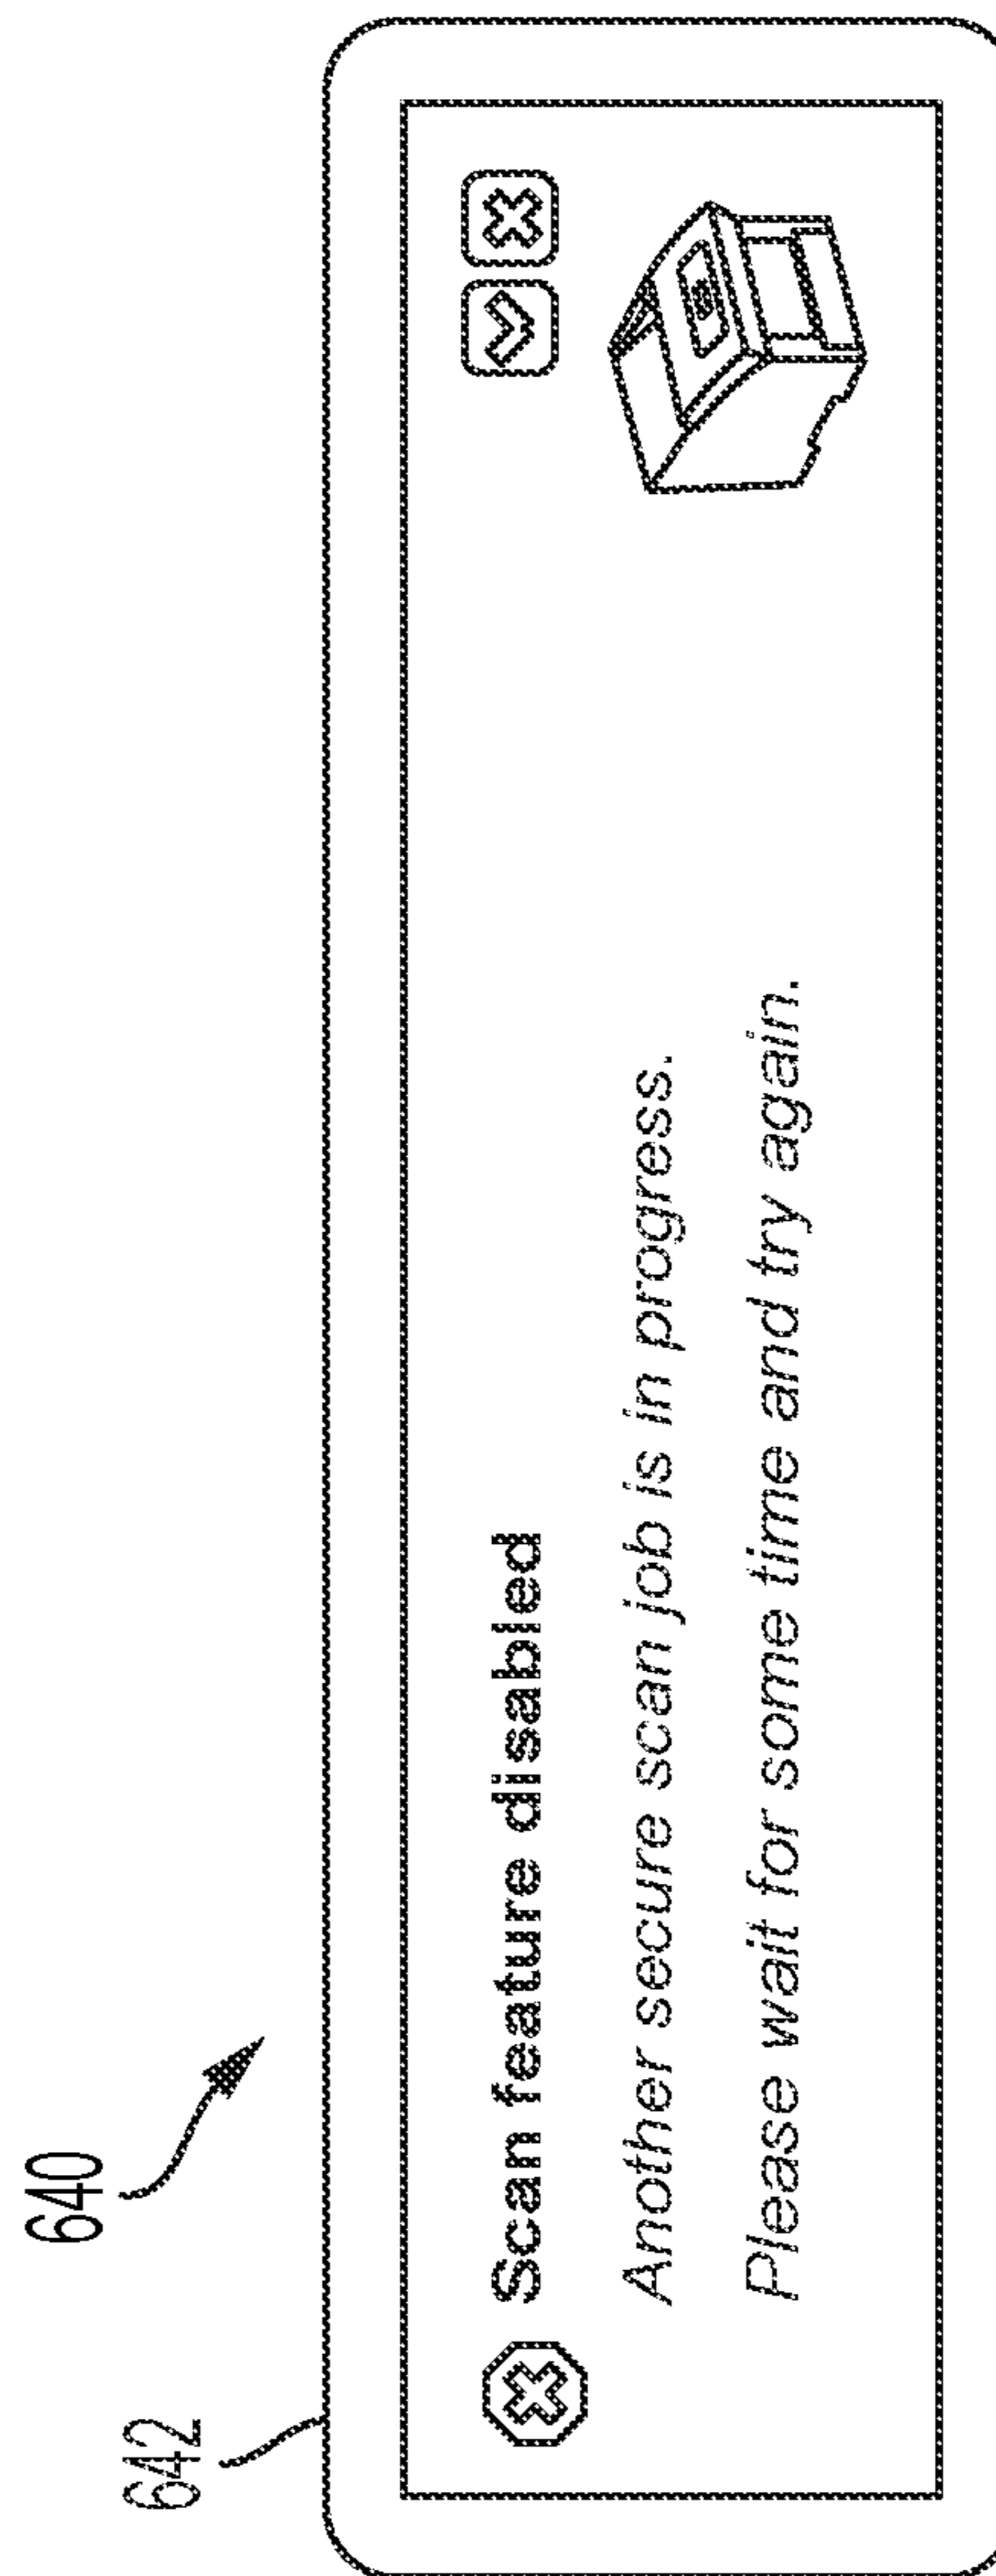 640
642
Scan feature disabled
Another secure scan job is in progress.
Please wait for some time and try again.